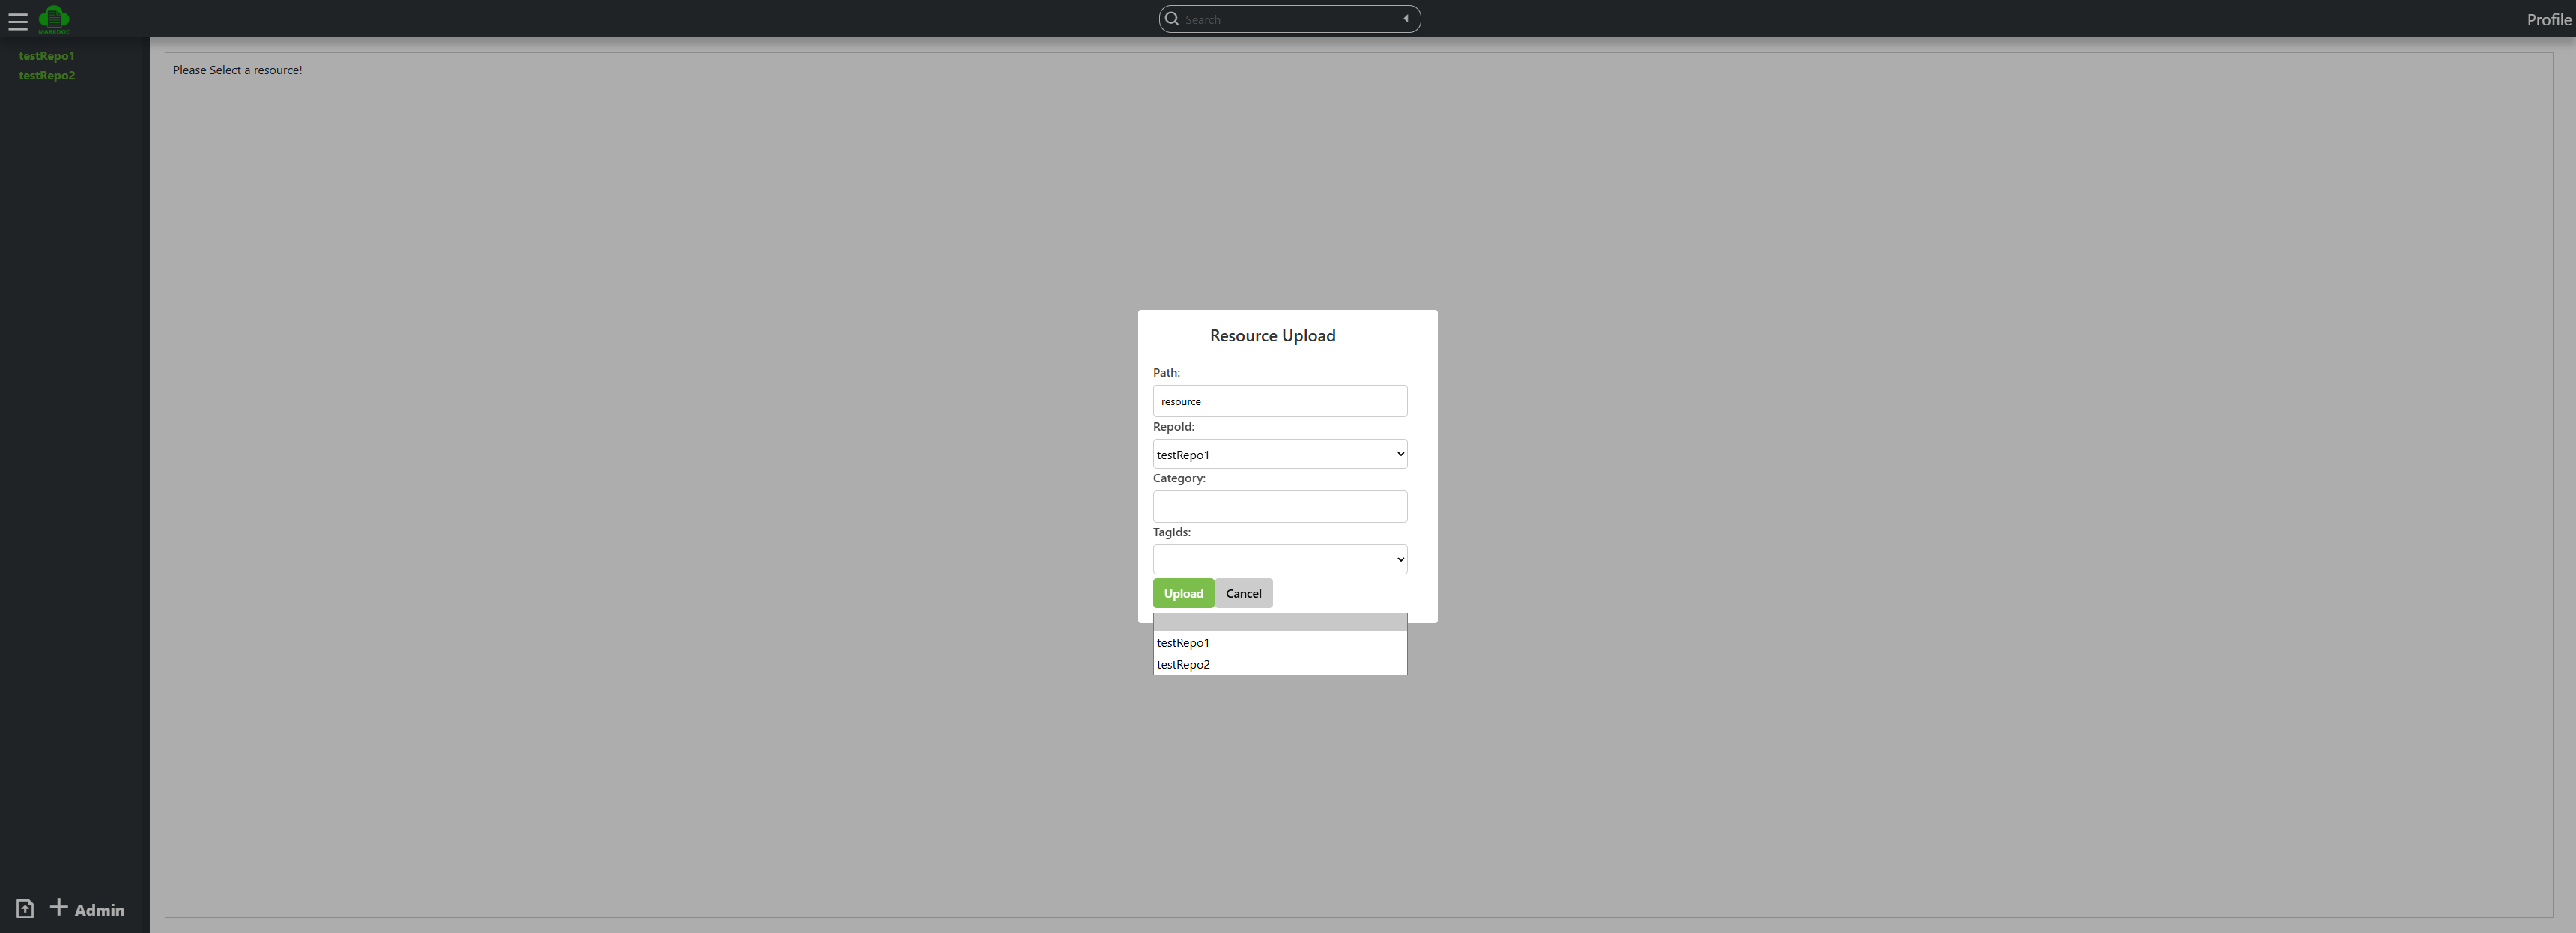 MARKDOC
Search
Profile
testRepo1
testRepo2
Please Select a resource!
Resource Upload
Path:
resource
RepoId:
testRepo1
Category:
TagIds:
Upload
Cancel
testRepo1
testRepo2
Admin